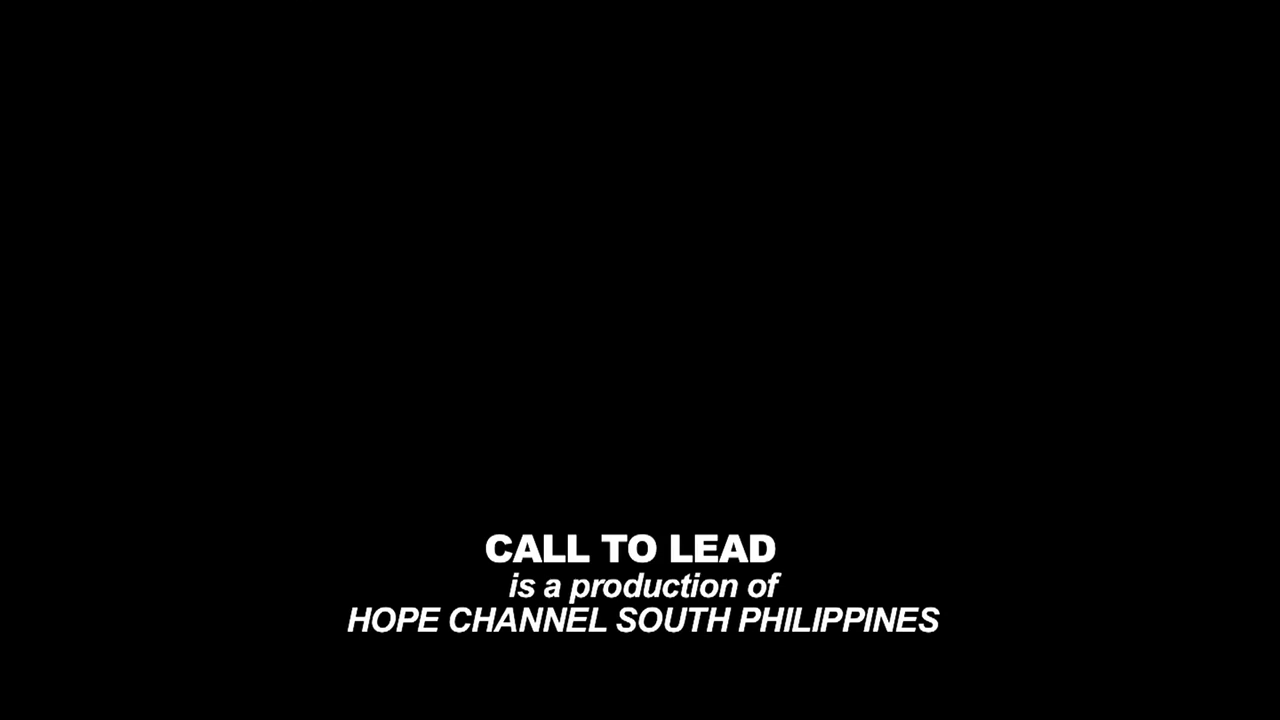 CALL TO LEAD
is a production of
HOPE CHANNEL SOUTH PHILIPPINES